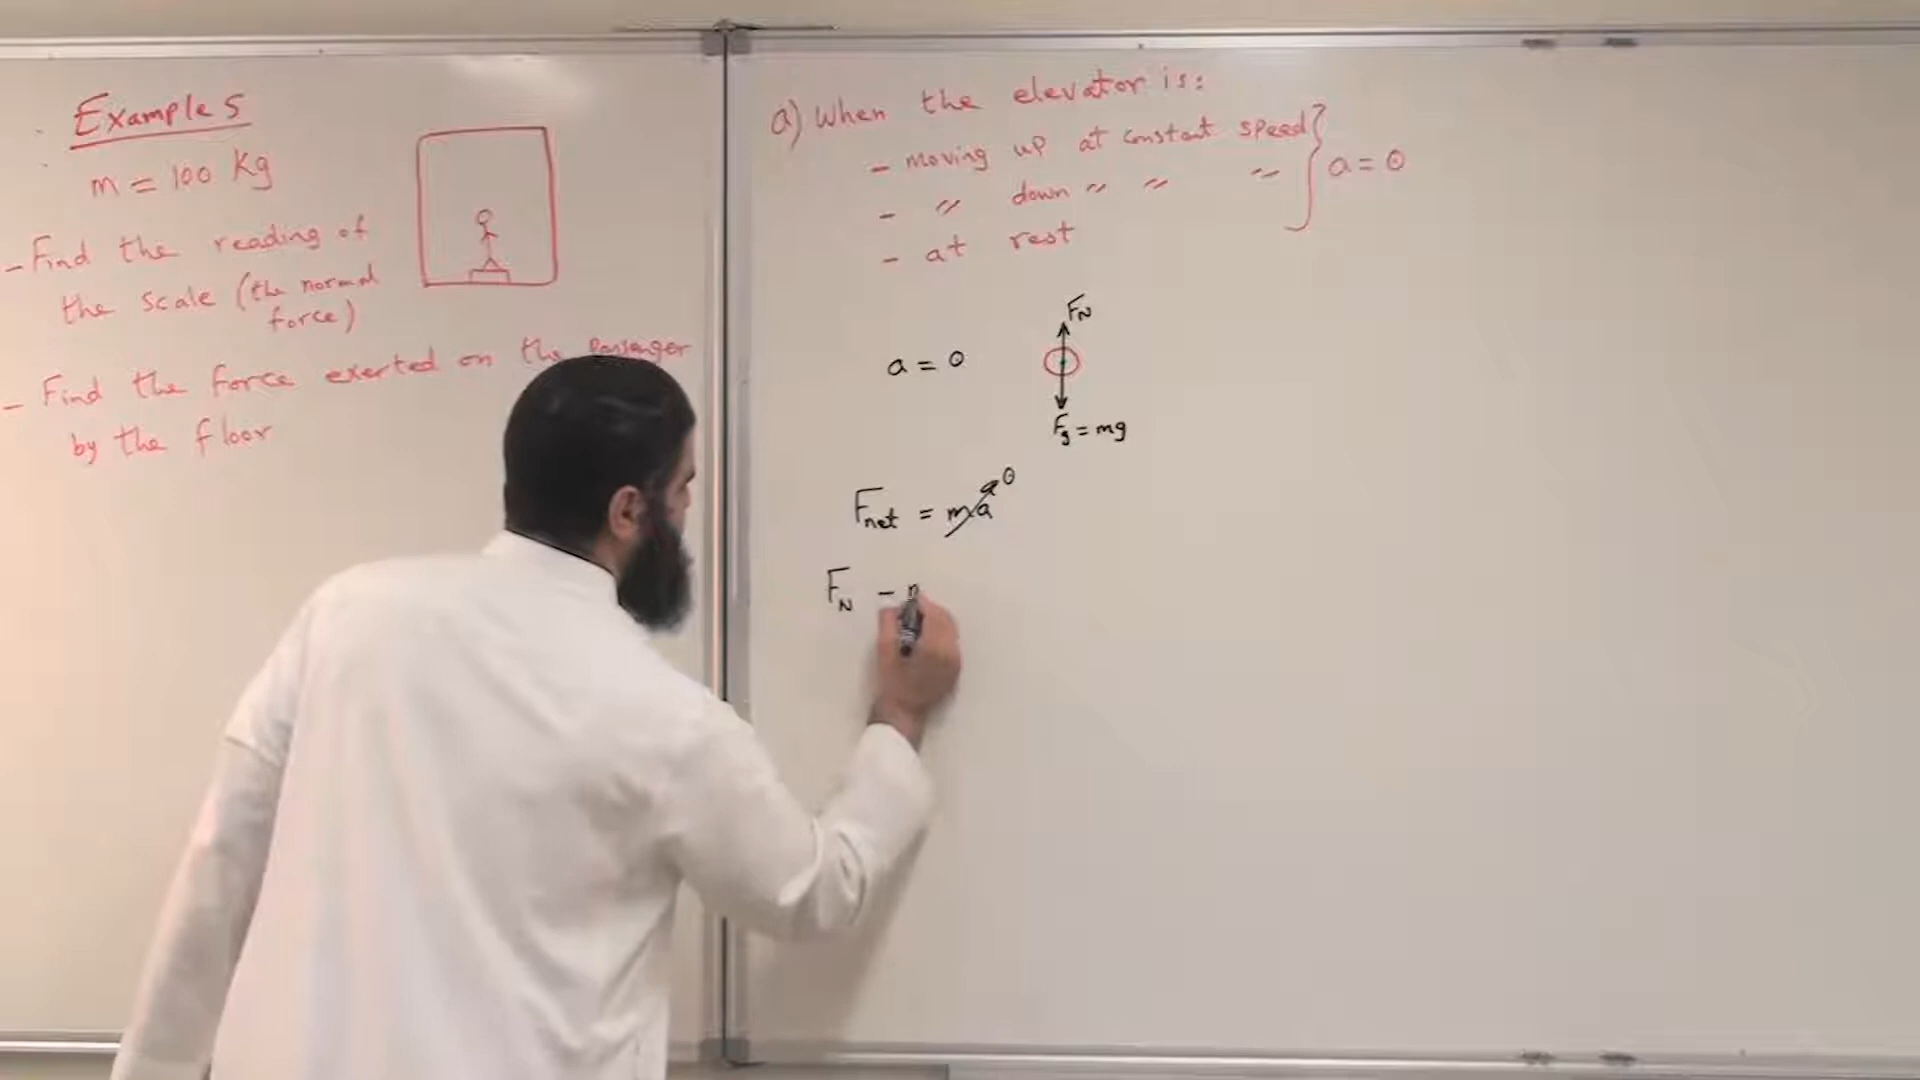 Example 5
m = 100 Kg
- Find the reading of
the scale (the normal
force)
- Find the force exerted on the Passenger
by the floor
a) When the elevator is:
- moving up at constant speed
- 〃 down 〃 〃 〃
- at rest
a = 0
a = 0
FN
Fg = mg
Fnet = ma 0
FN -